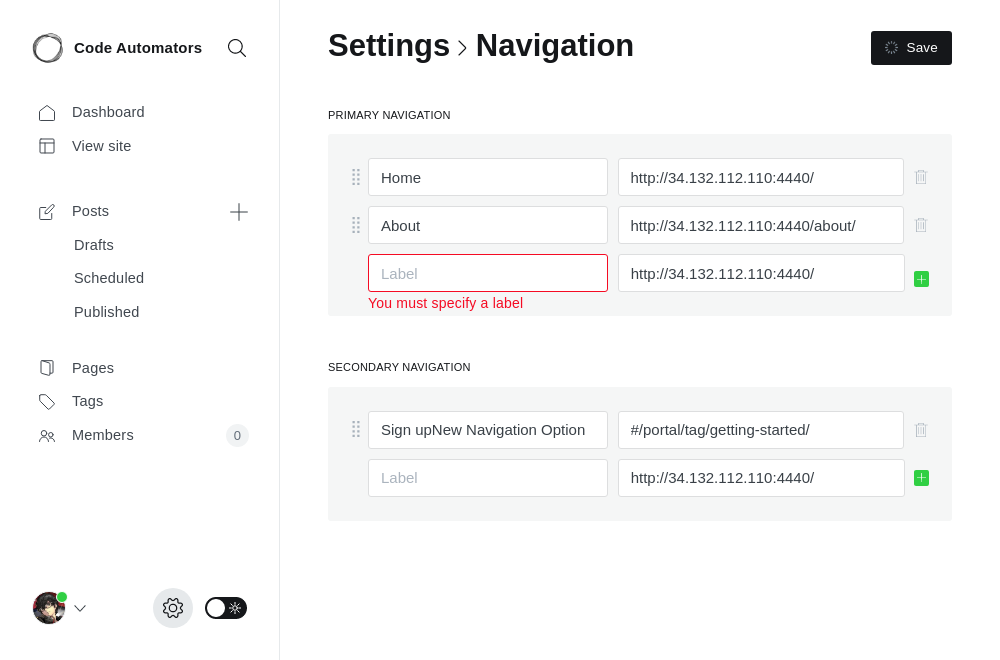 Code Automators
Dashboard
View site
Posts
Drafts
Scheduled
Published
Pages
Tags
Members 0
Settings > Navigation
Save
PRIMARY NAVIGATION
Home http://34.132.112.110:4440/
About http://34.132.112.110:4440/about/
Label http://34.132.112.110:4440/
You must specify a label
SECONDARY NAVIGATION
Sign upNew Navigation Option #/portal/tag/getting-started/
Label http://34.132.112.110:4440/